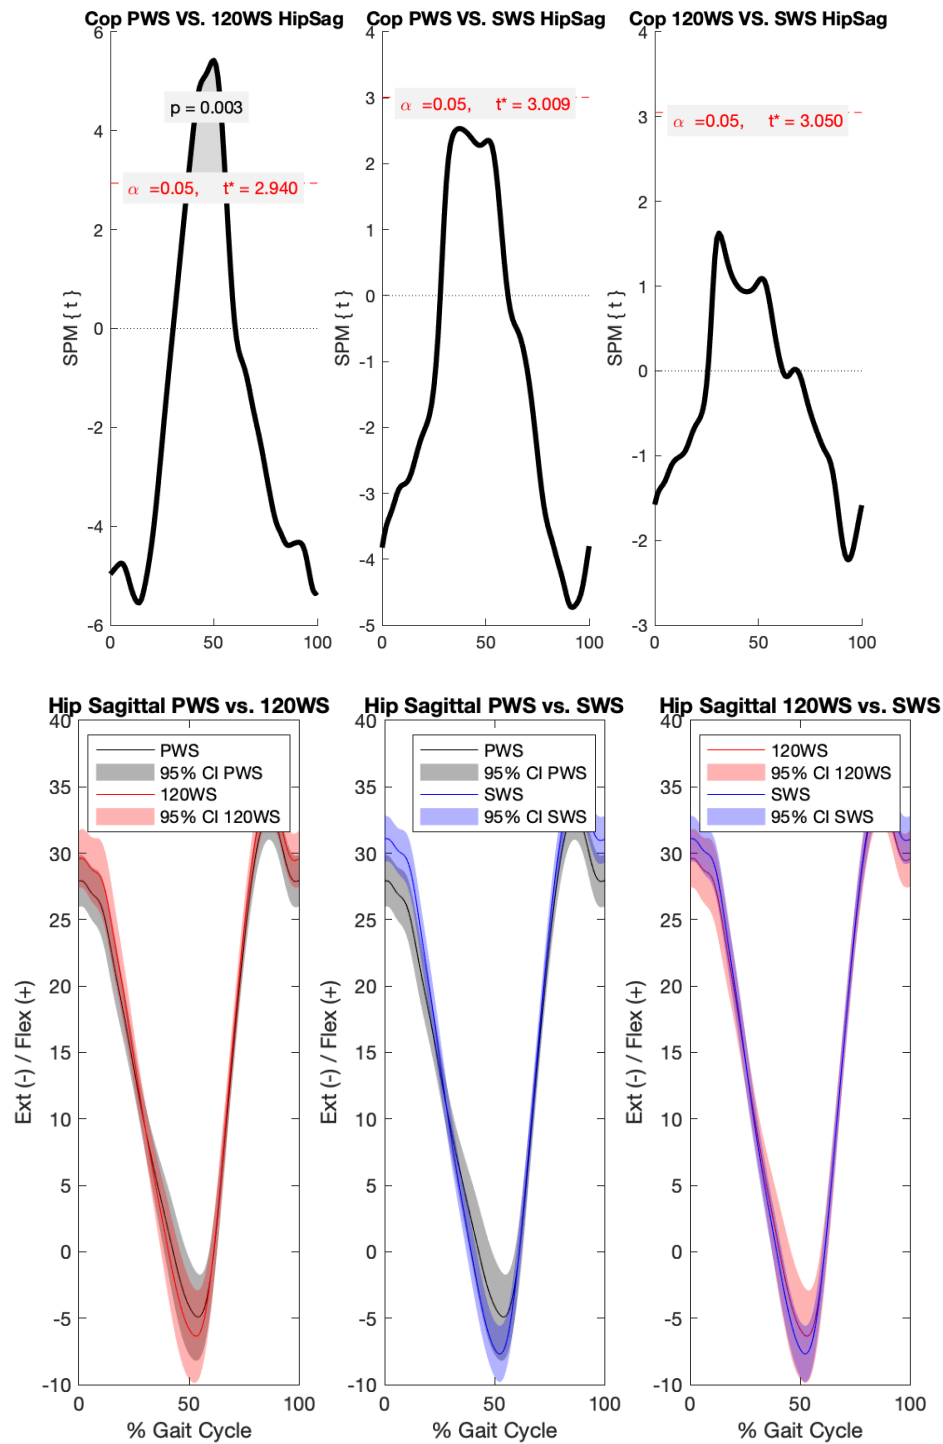 Cop PWS VS. 120WS HipSag
6
4
2
0
-2
-4
-6
SPM { t }
p = 0.003
α =0.05, t* = 2.940
0
50
100
Cop PWS VS. SWS HipSag
4
3
2
1
0
-1
-2
-3
-4
-5
SPM { t }
α =0.05, t* = 3.009
0
50
100
Cop 120WS VS. SWS HipSag
4
3
2
1
0
-1
-2
-3
SPM { t }
α =0.05, t* = 3.050
0
50
100
Hip Sagittal PWS vs. 120WS
40
35
30
25
20
15
10
5
0
-5
-10
Ext (-) / Flex (+)
PWS
95% CI PWS
120WS
95% CI 120WS
0
50
100
% Gait Cycle
Hip Sagittal PWS vs. SWS
40
35
30
25
20
15
10
5
0
-5
-10
Ext (-) / Flex (+)
PWS
95% CI PWS
SWS
95% CI SWS
0
50
100
% Gait Cycle
Hip Sagittal 120WS vs. SWS
40
35
30
25
20
15
10
5
0
-5
-10
Ext (-) / Flex (+)
120WS
95% CI 120WS
SWS
95% CI SWS
0
50
100
% Gait Cycle